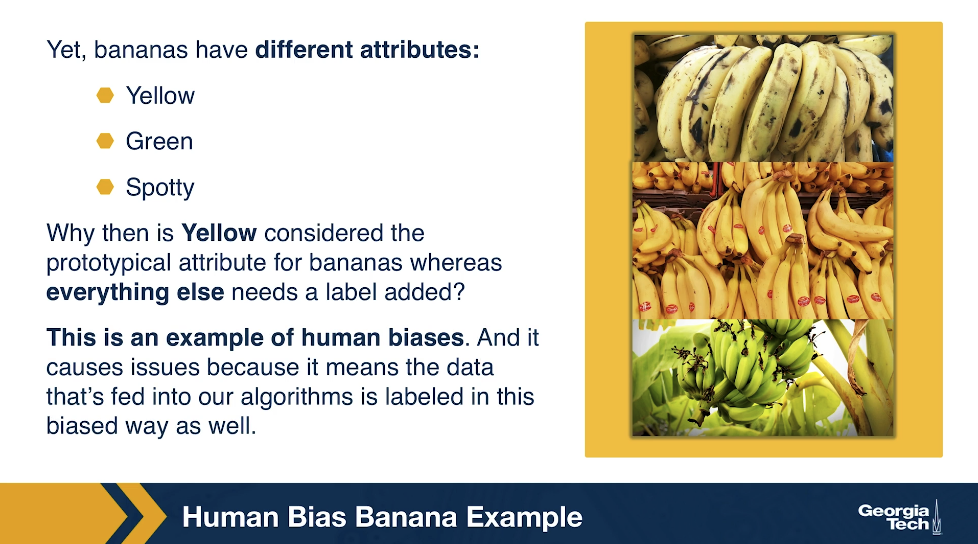 Yet, bananas have different attributes:
Yellow
Green
Spotty
Why then is Yellow considered the
prototypical attribute for bananas whereas
everything else needs a label added?
This is an example of human biases. And it
causes issues because it means the data
that's fed into our algorithms is labeled in this
biased way as well.
Human Bias Banana Example
Georgia
Tech